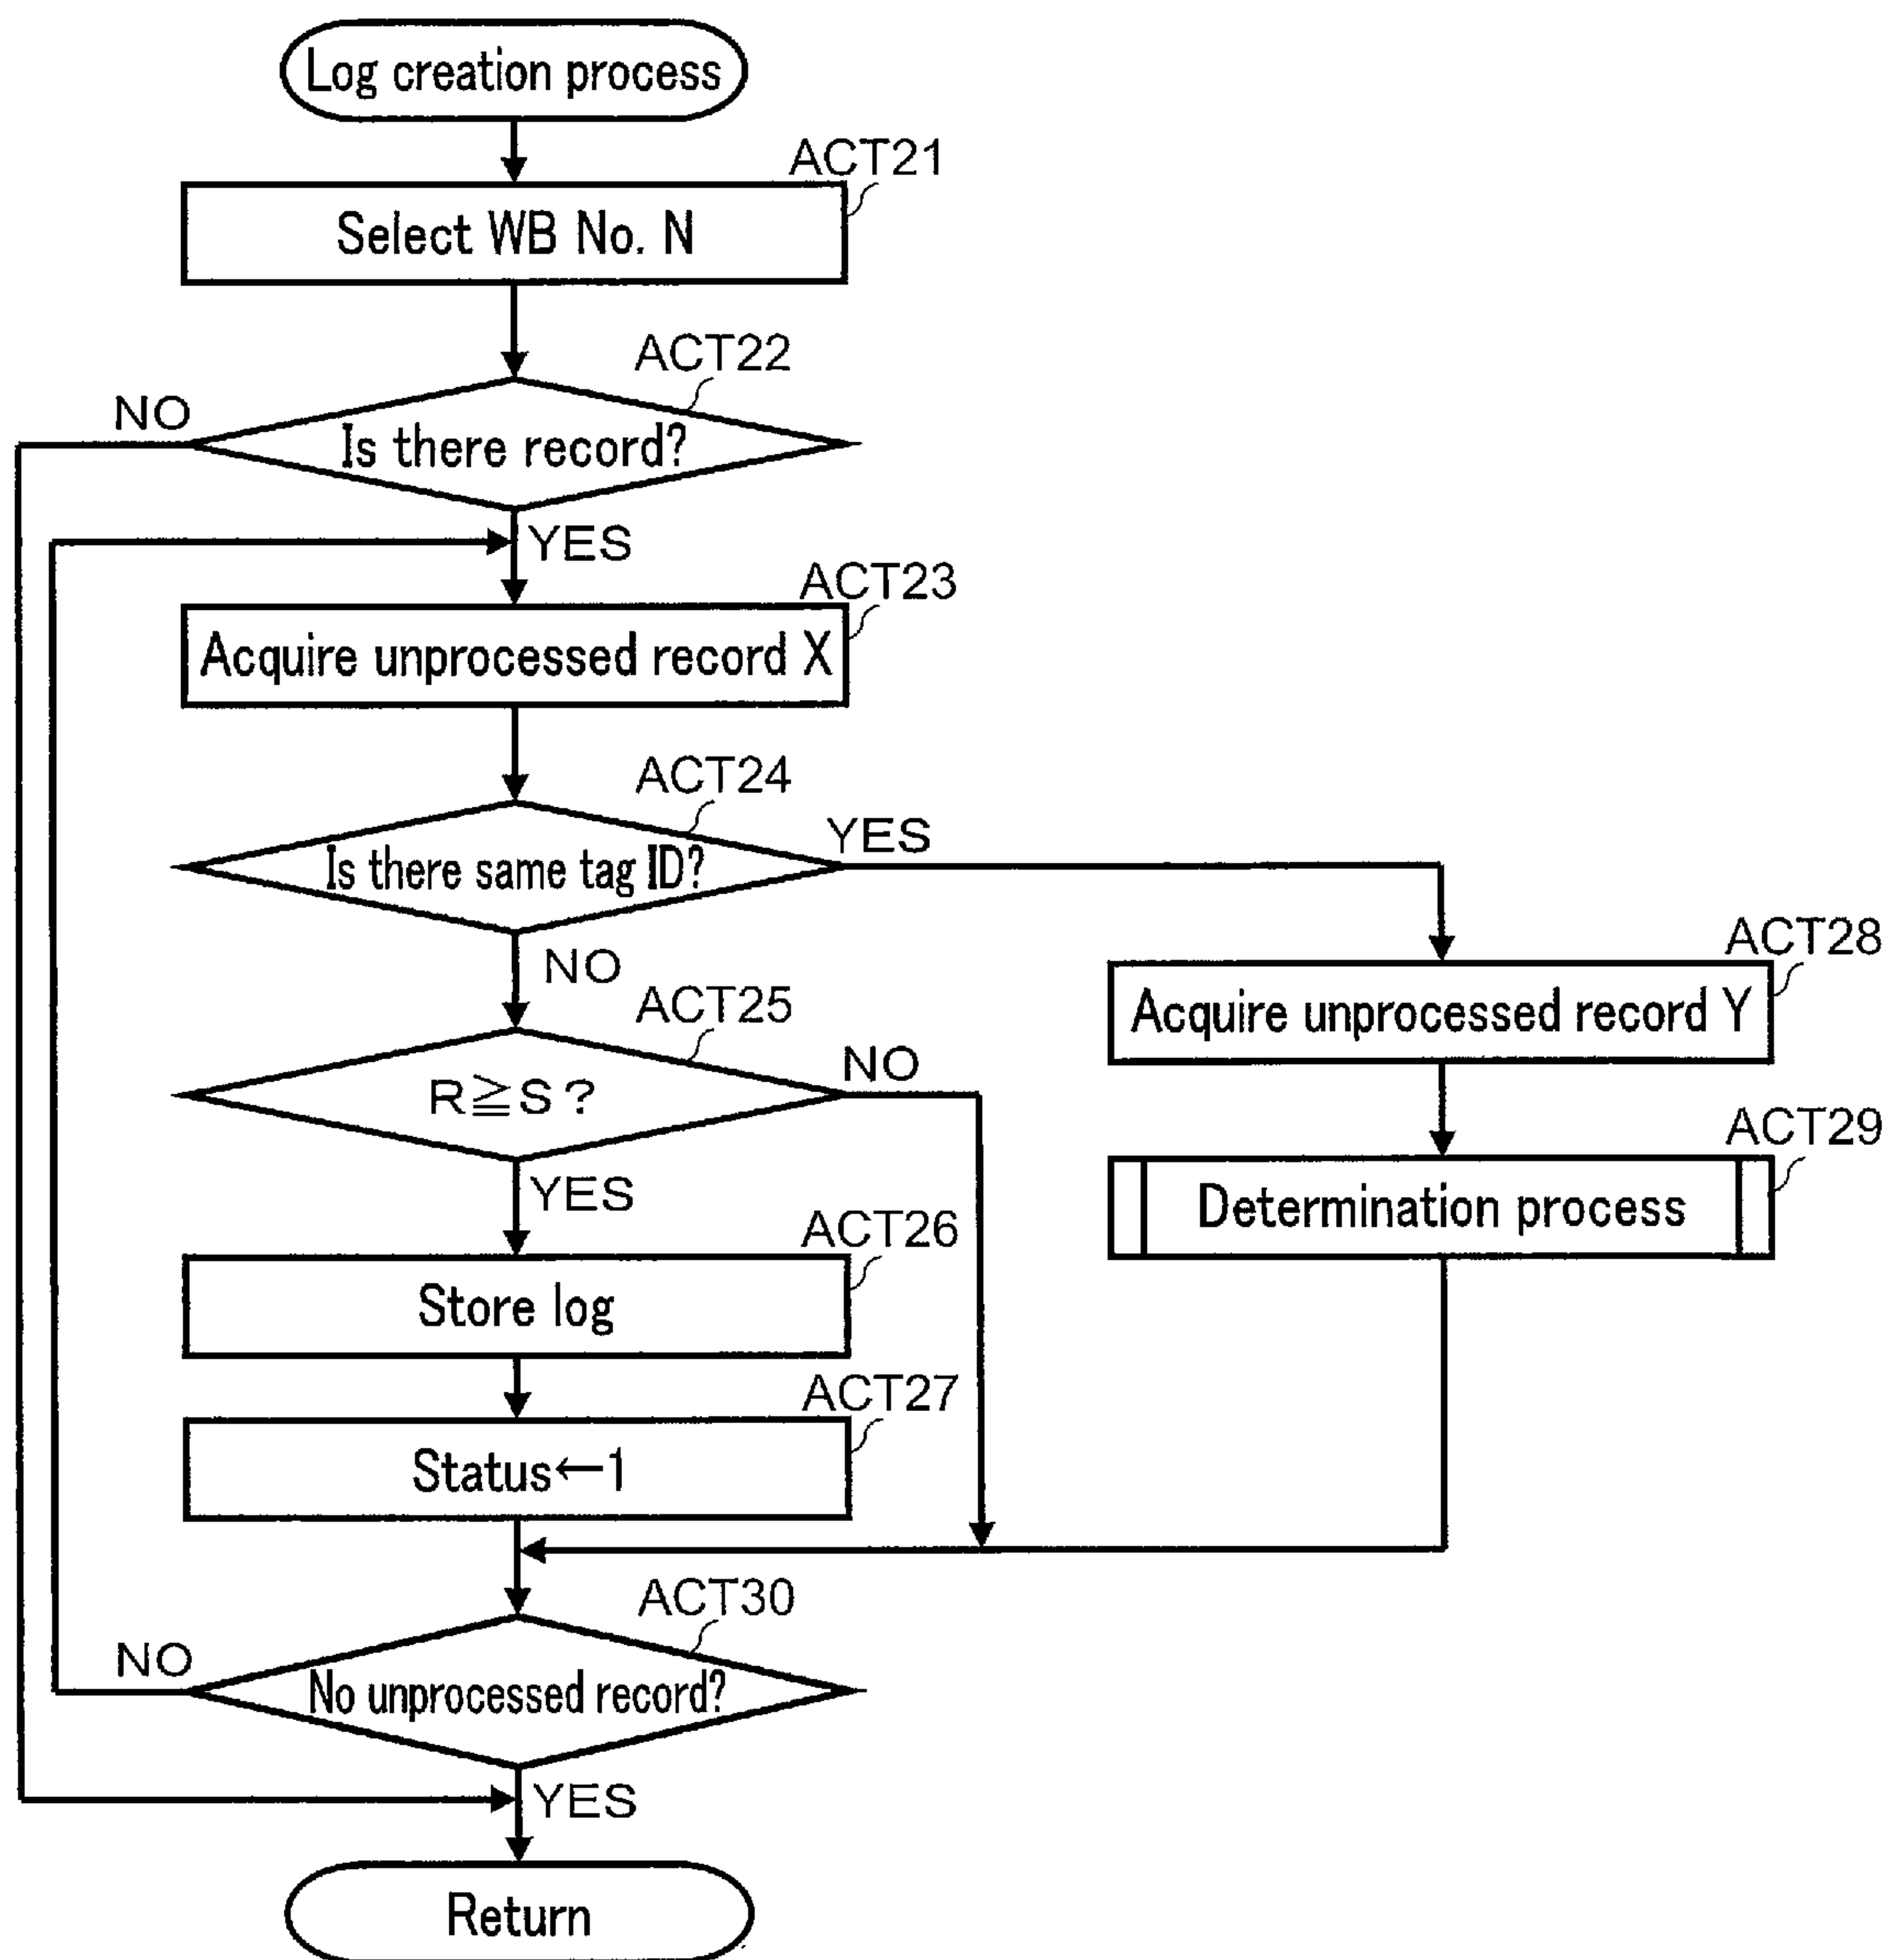 Log creation process
ACT21
Select WB No. N
ACT22
NO
Is there record?
YES
ACT23
Acquire unprocessed record X
ACT24
YES
Is there same tag ID?
NO
ACT28
Acquire unprocessed record Y
ACT25
NO
R≧S?
YES
ACT29
Determination process
ACT26
Store log
ACT27
Status←1
ACT30
NO
No unprocessed record?
YES
Return